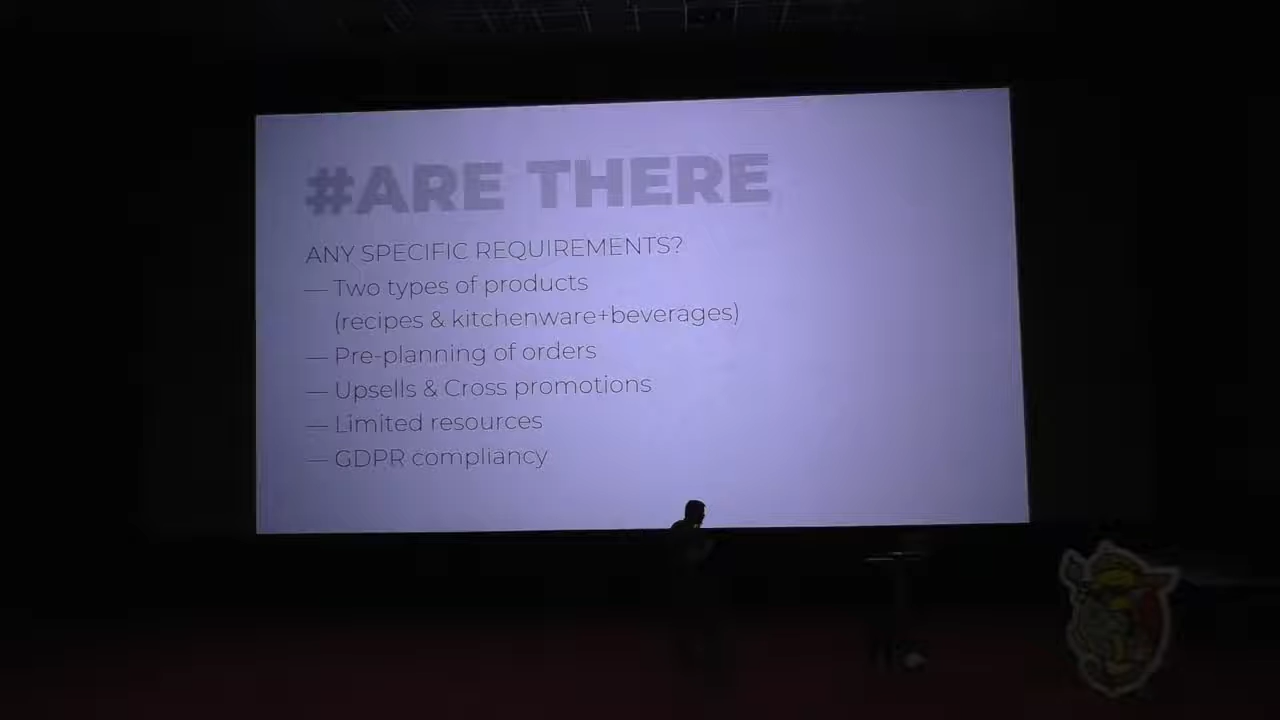 #ARE THERE
ANY SPECIFIC REQUIREMENTS?
— Two types of products
(recipes & kitchenware+beverages)
— Pre-planning of orders
— Upsells & Cross promotions
— Limited resources
— GDPR compliancy